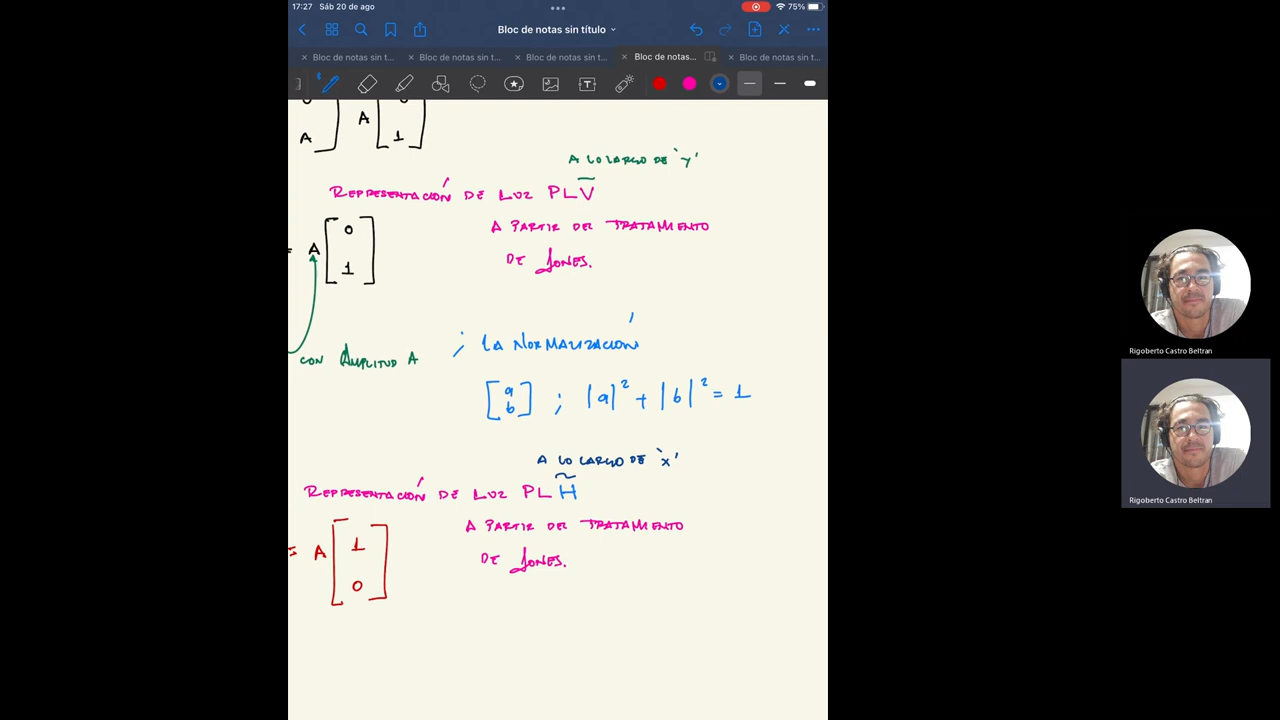 17:27 Sáb 20 de ago
75%
Bloc de notas sin título
Bloc de notas sin t... Bloc de notas sin t... Bloc de notas sin t... Bloc de notas... Bloc de notas sin t...
A A [ 1 ]
A LO LARGO DE 'Y'
REPRESENTACIÓN DE LUZ PLV
A PARTIR DEL TRATAMIENTO
DE JONES.
= A [ 0
1 ]
CON AMPLITUD A
; LA NORMALIZACIÓN
[ a
b ] ; |a|² + |b|² = 1
A LO LARGO DE 'X'
REPRESENTACIÓN DE LUZ PLH
A PARTIR DEL TRATAMIENTO
DE JONES.
= A [ 1
0 ]
Rigoberto Castro Beltran
Rigoberto Castro Beltran